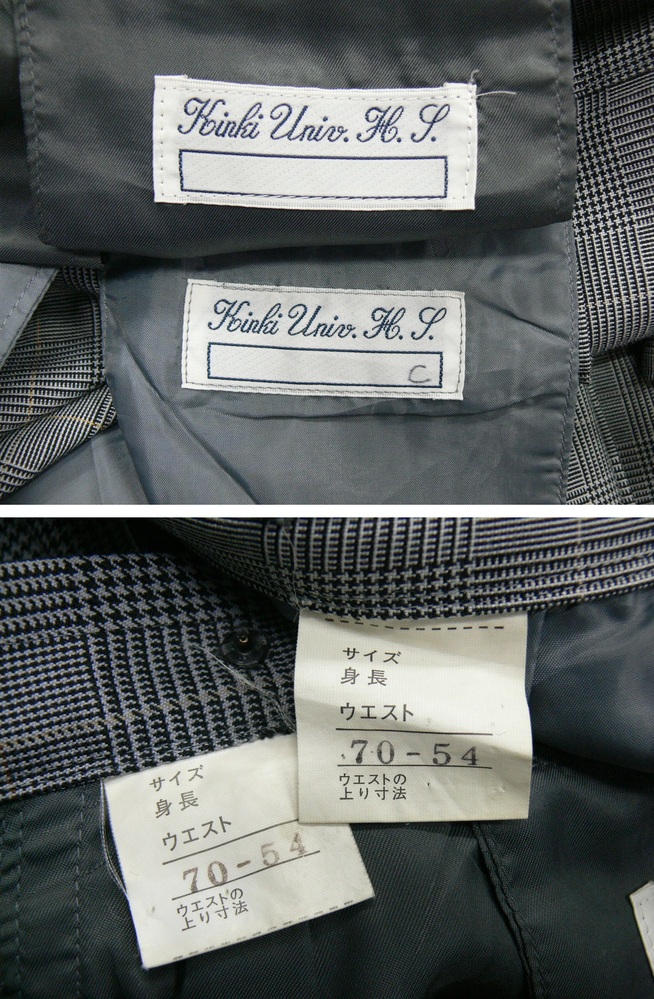 Kinki Univ. H. S.
Kinki Univ. H. S.
C
サイズ
身長
ウエスト
70-54
ウエストの
上り寸法
サイズ
身長
ウエスト
70-54
ウエストの
上り寸法